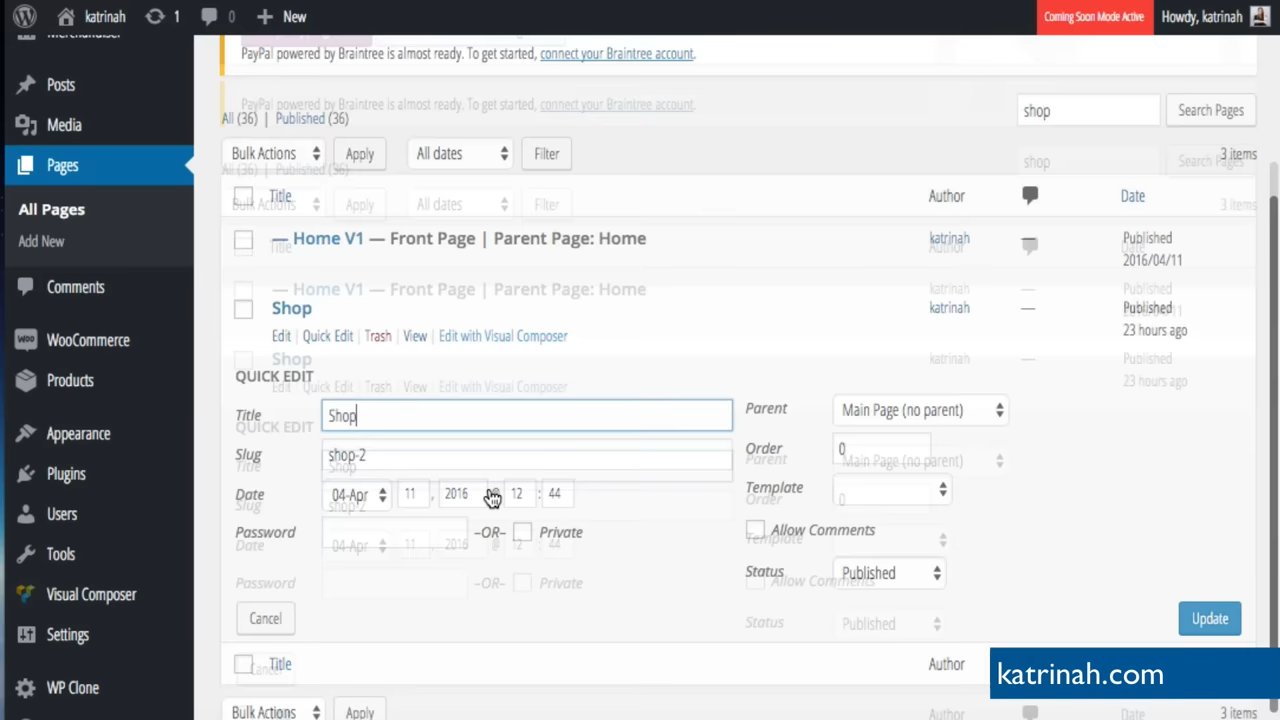 katrinah 1 0 New Coming Soon Mode Active Howdy, katrinah
Merchandiser
Posts
Media
Pages
All Pages
Add New
Comments
WooCommerce
Products
Appearance
Plugins
Users
Tools
Visual Composer
Settings
WP Clone
PayPal powered by Braintree is almost ready. To get started, connect your Braintree account.
PayPal powered by Braintree is almost ready. To get started, connect your Braintree account.
All (36) | Published (36)
shop Search Pages
Bulk Actions Apply All dates Filter 3 items
All (36) | Published (36) shop Search Pages
Title Author Date
Bulk Actions Apply All dates Filter 3 items
— Home V1 — Front Page | Parent Page: Home katrinah — Published
2016/04/11
Title Author Date
— Home V1 — Front Page | Parent Page: Home katrinah — Published
Shop katrinah — Published
23 hours ago
Edit | Quick Edit | Trash | View | Edit with Visual Composer
Shop katrinah — Published
23 hours ago
Edit | Quick Edit | Trash | View | Edit with Visual Composer
QUICK EDIT
Title Shop
QUICK EDIT
Slug shop-2
Title Shop
Date 04-Apr 11 , 2016 @ 12 : 44
Slug shop-2
Password –OR– Private
Date 04-Apr 11 , 2016 @ 12 : 44
Password –OR– Private
Parent Main Page (no parent)
Order 0
Parent Main Page (no parent)
Template
Order 0
Allow Comments
Template
Status Published
Allow Comments
Status Published
Cancel Update
Title Author
Cancel
katrinah.com
Bulk Actions Apply 3 items
Title Author Date